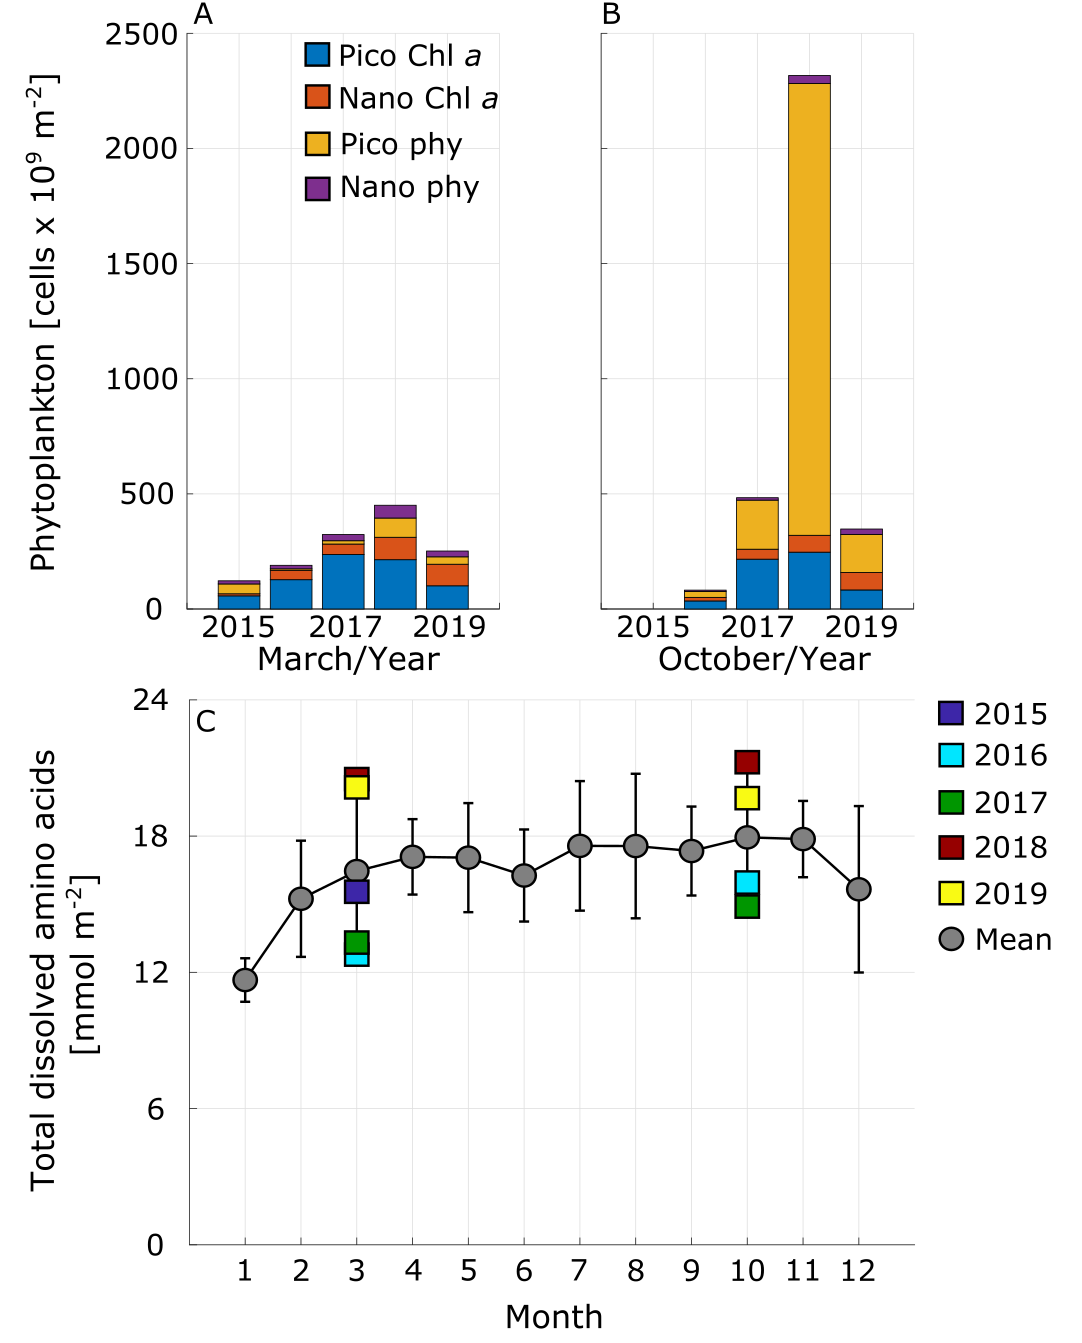 A
B
2500
2000
1500
1000
500
0
Phytoplankton [cells x 10⁹ m⁻²]
Pico Chl a
Nano Chl a
Pico phy
Nano phy
2015 2017 2019
March/Year
2015 2017 2019
October/Year
C
24
18
12
6
0
Total dissolved amino acids
[mmol m⁻²]
2015
2016
2017
2018
2019
Mean
1 2 3 4 5 6 7 8 9 10 11 12
Month